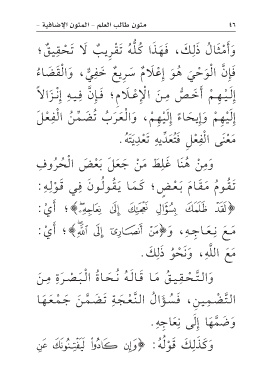 ٤٦ متون طالب العلم - المتون الإضافية -
وَأَمْثَالُ ذَلِكَ، فَهَذَا كُلُّهُ تَقْرِيبٌ لَا تَحْقِيقٌ؛
فَإِنَّ الْوَحْيَ هُوَ إِعْلَامٌ سَرِيعٌ خَفِيٌّ، وَالْقَضَاءُ
إِلَيْهِمْ أَخَصُّ مِنَ الْإِعْلَامِ؛ فَإِنَّ فِيهِ إِنْزَالًا
إِلَيْهِمْ وَإِيحَاءً إِلَيْهِمْ، وَالْعَرَبُ تُضَمِّنُ الْفِعْلَ
مَعْنَى الْفِعْلِ فَتُعَدِّيهِ تَعْدِيَتَهُ.
وَمِنْ هُنَا غَلِطَ مَنْ جَعَلَ بَعْضَ الْحُرُوفِ
تَقُومُ مَقَامَ بَعْضٍ؛ كَمَا يَقُولُونَ فِي قَوْلِهِ:
﴿لَقَدْ ظَلَمَكَ بِسُؤَالِ نَعْجَتِكَ إِلَى نِعَاجِهِ﴾؛ أَيْ:
مَعَ نِعَاجِهِ، وَ﴿مَنْ أَنصَارِي إِلَى اللَّهِ﴾؛ أَيْ:
مَعَ اللَّهِ، وَنَحْوُ ذَلِكَ.
وَالتَّحْقِيقُ مَا قَالَهُ نُحَاةُ الْبَصْرَةِ مِنَ
التَّضْمِينِ، فَسُؤَالُ النَّعْجَةِ تَضَمَّنَ جَمْعَهَا
وَضَمَّهَا إِلَى نِعَاجِهِ.
وَكَذَلِكَ قَوْلُهُ: ﴿وَإِن كَادُوا لَيَفْتِنُونَكَ عَنِ